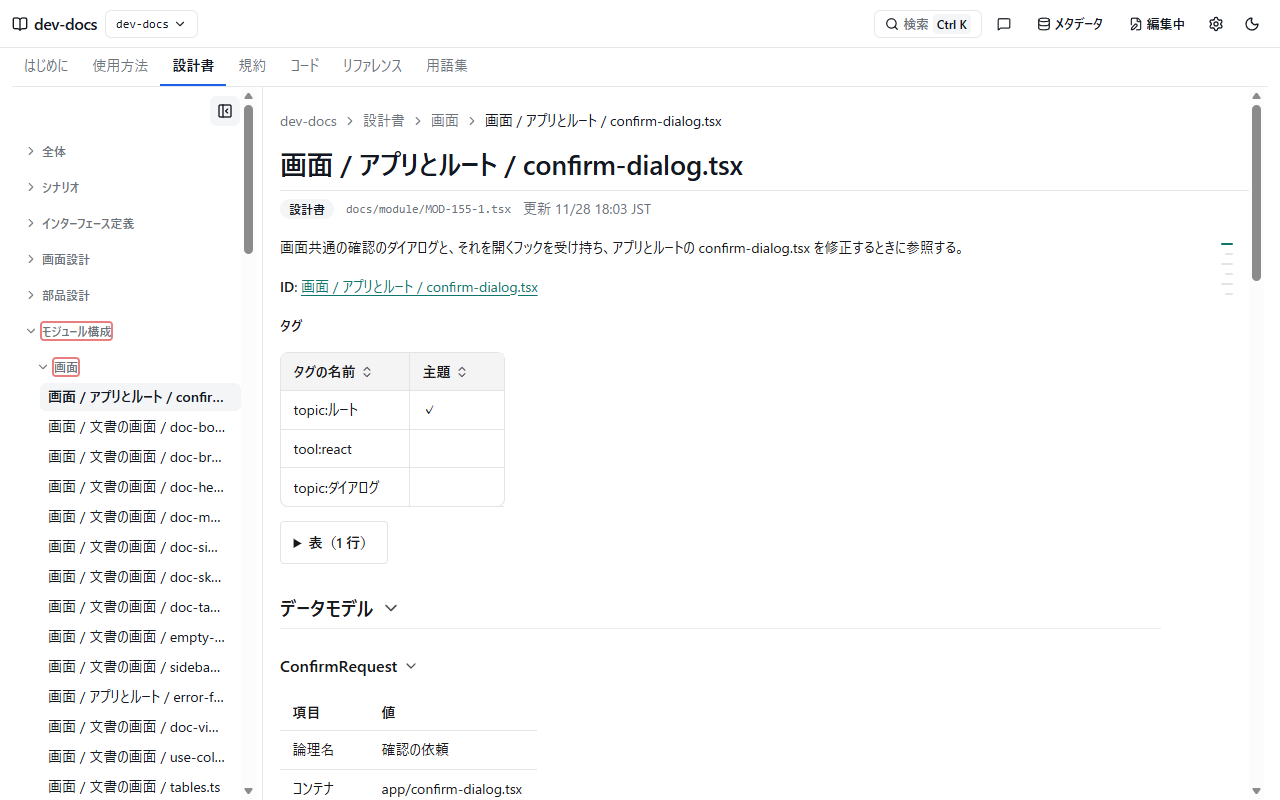 dev-docs
dev-docs
検索 Ctrl K
メタデータ
編集中
はじめに
使用方法
設計書
規約
コード
リファレンス
用語集
全体
シナリオ
インターフェース定義
画面設計
部品設計
モジュール構成
画面
画面 / アプリとルート / confir...
画面 / 文書の画面 / doc-bo...
画面 / 文書の画面 / doc-br...
画面 / 文書の画面 / doc-he...
画面 / 文書の画面 / doc-m...
画面 / 文書の画面 / doc-si...
画面 / 文書の画面 / doc-sk...
画面 / 文書の画面 / doc-ta...
画面 / 文書の画面 / empty-...
画面 / 文書の画面 / sideba...
画面 / アプリとルート / error-f...
画面 / 文書の画面 / doc-vi...
画面 / 文書の画面 / use-col...
画面 / 文書の画面 / tables.ts
dev-docs > 設計書 > 画面 > 画面 / アプリとルート / confirm-dialog.tsx
画面 / アプリとルート / confirm-dialog.tsx
設計書 docs/module/MOD-155-1.tsx 更新 11/28 18:03 JST
画面共通の確認のダイアログと、それを開くフックを受け持ち、アプリとルートの confirm-dialog.tsx を修正するときに参照する。
ID: 画面 / アプリとルート / confirm-dialog.tsx
タグ
タグの名前 主題
topic:ルート ✓
tool:react
topic:ダイアログ
▶ 表（1 行）
データモデル
ConfirmRequest
項目 値
論理名 確認の依頼
コンテナ app/confirm-dialog.tsx